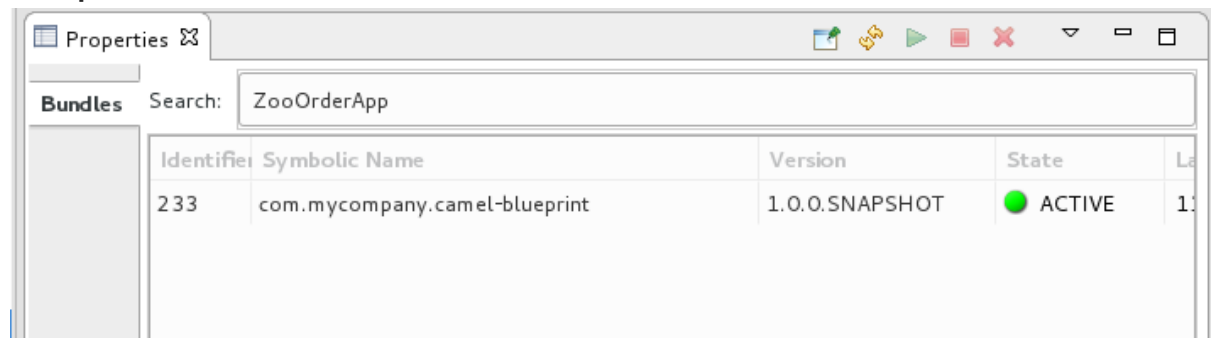 Properties
Bundles Search: ZooOrderApp
Identifier Symbolic Name Version State
233 com.mycompany.camel-blueprint 1.0.0.SNAPSHOT ACTIVE